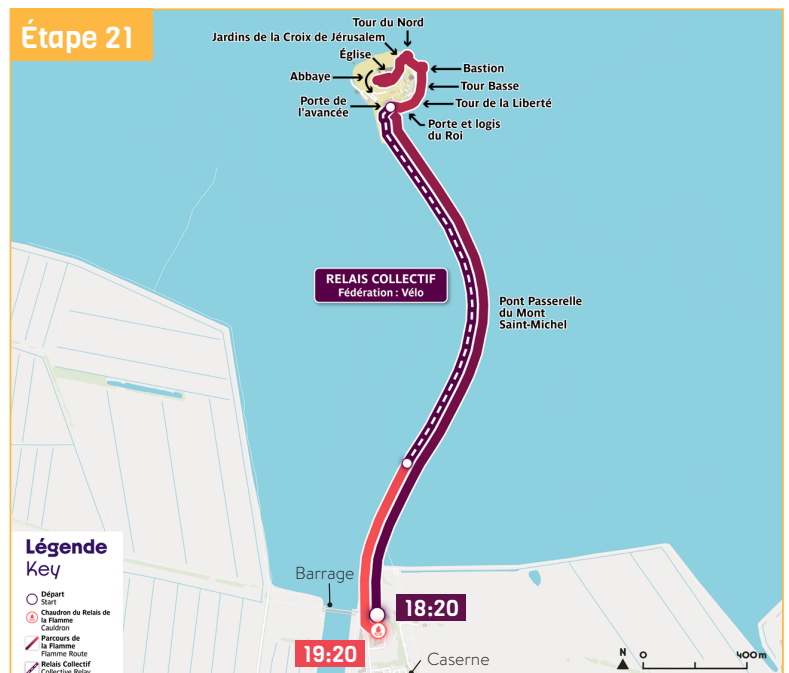 Étape 21
Tour du Nord
Jardins de la Croix de Jérusalem
Église
Abbaye
Bastion
Tour Basse
Porte de
l'avancée
Tour de la Liberté
Porte et logis
du Roi
RELAIS COLLECTIF
Fédération : Vélo
Pont Passerelle
du Mont
Saint-Michel
Légende
Key
Départ
Start
Chaudron du Relais de
la Flamme
Cauldron
Parcours de
la Flamme
Flamme Route
Relais Collectif
Collective Relay
Barrage
18:20
19:20
Caserne
N
0
400 m